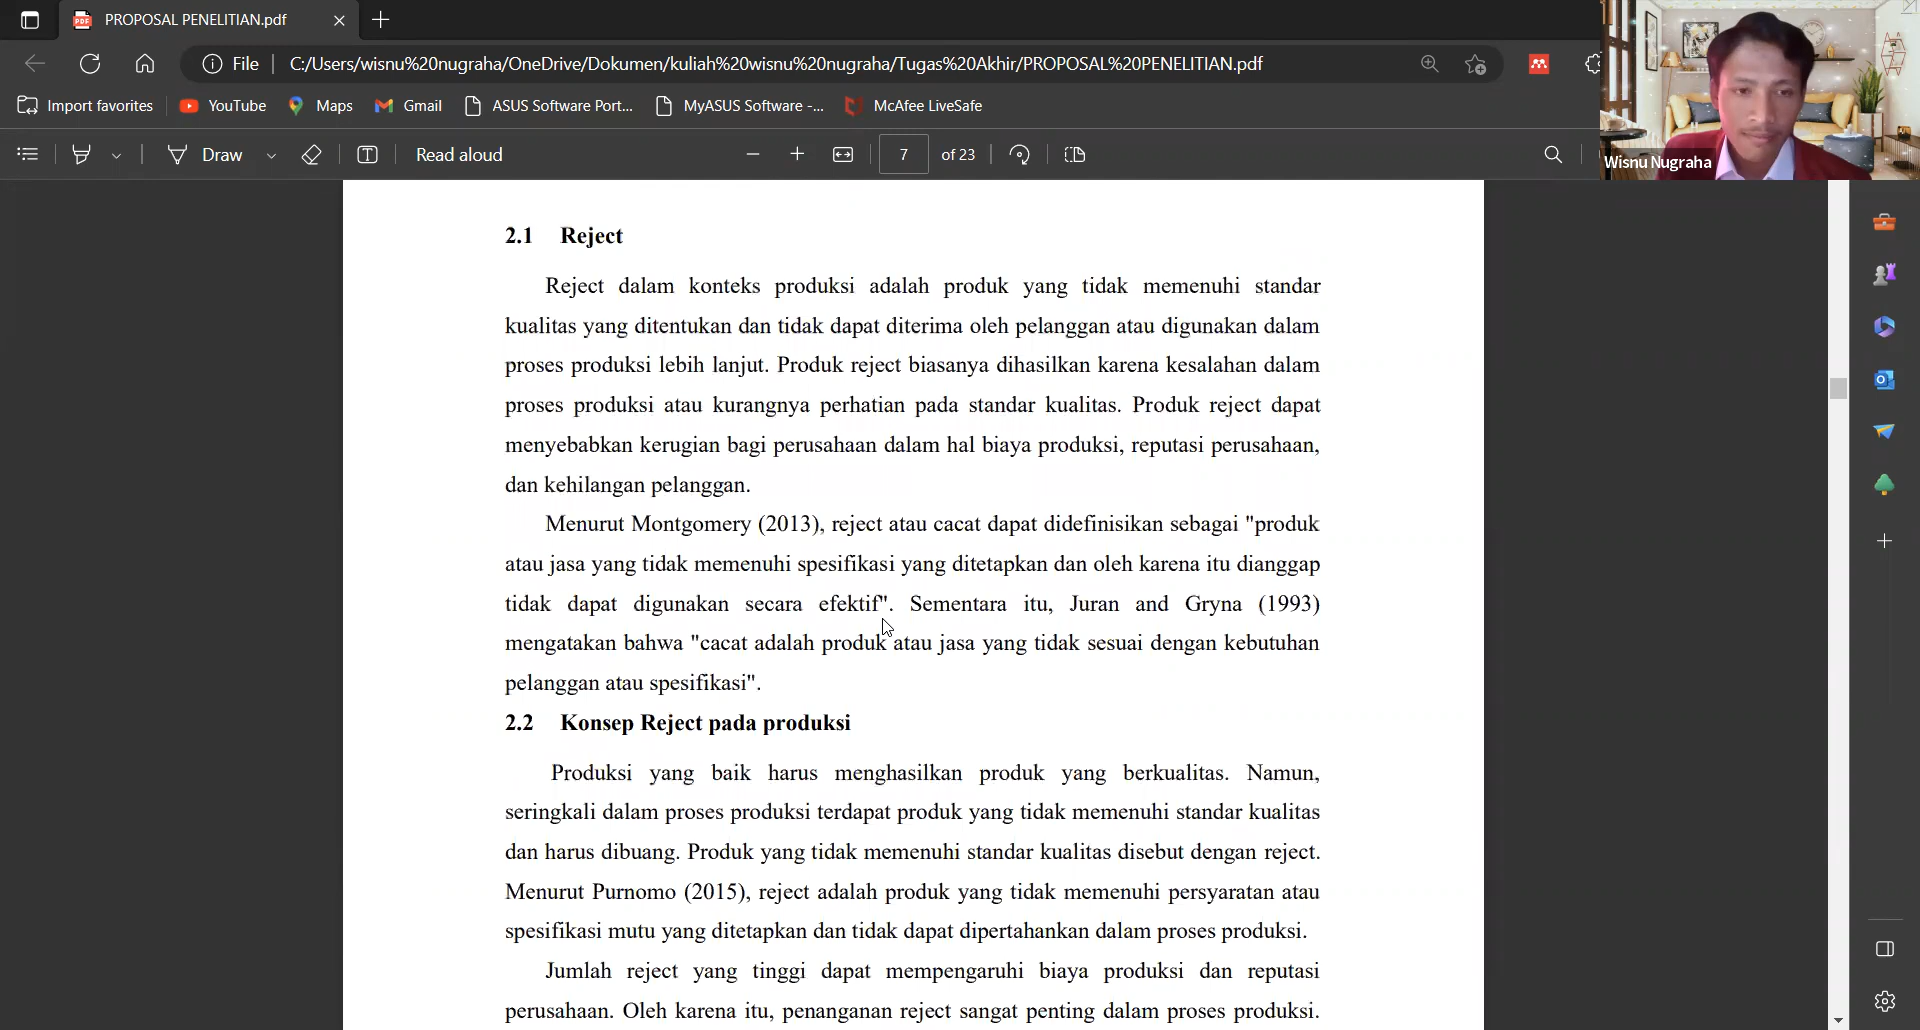 PROPOSAL PENELITIAN.pdf
File
C:/Users/wisnu%20nugraha/OneDrive/Dokumen/kuliah%20wisnu%20nugraha/Tugas%20Akhir/PROPOSAL%20PENELITIAN.pdf
Import favorites
YouTube
Maps
Gmail
ASUS Software Port...
MyASUS Software -...
McAfee LiveSafe
Draw
Read aloud
7 of 23
Wisnu Nugraha
2.1 Reject
Reject dalam konteks produksi adalah produk yang tidak memenuhi standar
kualitas yang ditentukan dan tidak dapat diterima oleh pelanggan atau digunakan dalam
proses produksi lebih lanjut. Produk reject biasanya dihasilkan karena kesalahan dalam
proses produksi atau kurangnya perhatian pada standar kualitas. Produk reject dapat
menyebabkan kerugian bagi perusahaan dalam hal biaya produksi, reputasi perusahaan,
dan kehilangan pelanggan.
Menurut Montgomery (2013), reject atau cacat dapat didefinisikan sebagai "produk
atau jasa yang tidak memenuhi spesifikasi yang ditetapkan dan oleh karena itu dianggap
tidak dapat digunakan secara efektif". Sementara itu, Juran and Gryna (1993)
mengatakan bahwa "cacat adalah produk atau jasa yang tidak sesuai dengan kebutuhan
pelanggan atau spesifikasi".
2.2 Konsep Reject pada produksi
Produksi yang baik harus menghasilkan produk yang berkualitas. Namun,
seringkali dalam proses produksi terdapat produk yang tidak memenuhi standar kualitas
dan harus dibuang. Produk yang tidak memenuhi standar kualitas disebut dengan reject.
Menurut Purnomo (2015), reject adalah produk yang tidak memenuhi persyaratan atau
spesifikasi mutu yang ditetapkan dan tidak dapat dipertahankan dalam proses produksi.
Jumlah reject yang tinggi dapat mempengaruhi biaya produksi dan reputasi
perusahaan. Oleh karena itu, penanganan reject sangat penting dalam proses produksi.